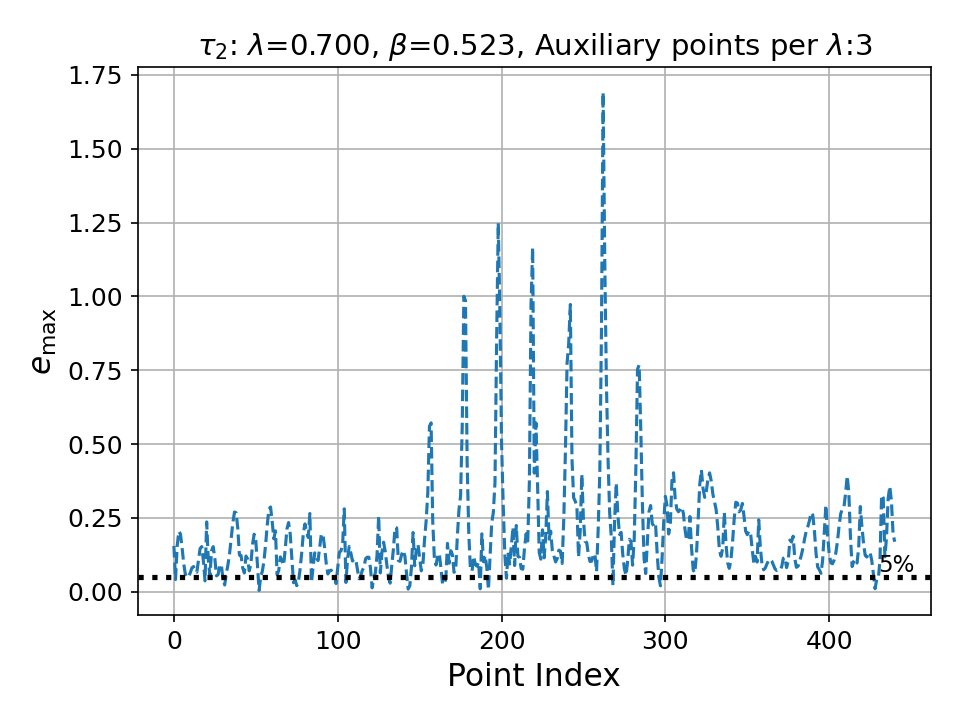 τ₂: λ=0.700, β=0.523, Auxiliary points per λ:3
1.75
1.50
1.25
1.00
0.75
0.50
0.25
0.00
e_max
5%
0 100 200 300 400
Point Index